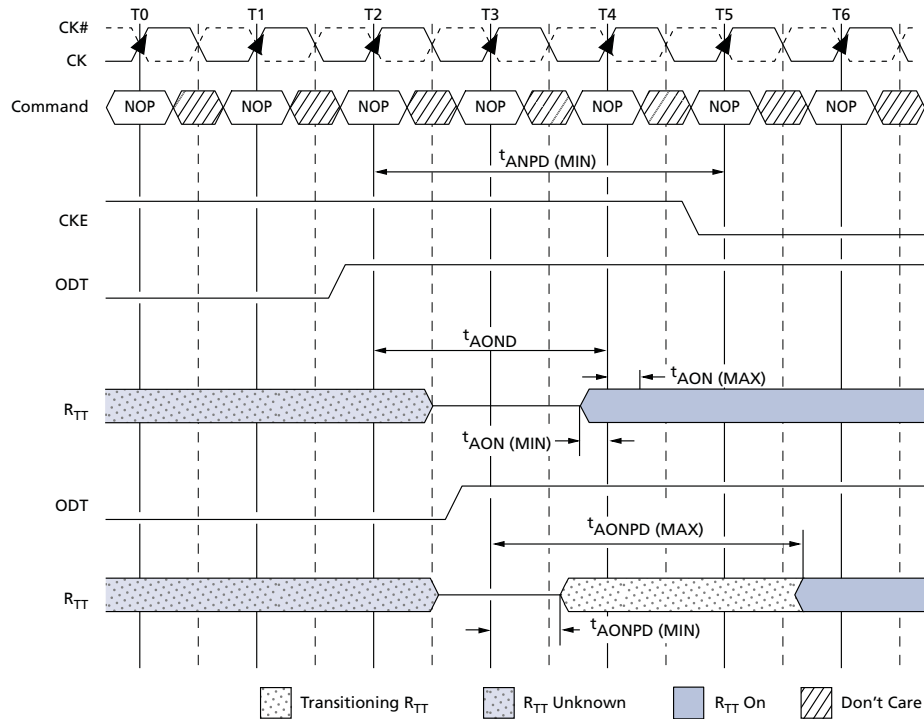 T0 T1 T2 T3 T4 T5 T6
CK#
CK
Command NOP NOP NOP NOP NOP NOP NOP
tANPD (MIN)
CKE
ODT
tAOND
tAON (MAX)
RTT
tAON (MIN)
ODT
tAONPD (MAX)
RTT
tAONPD (MIN)
Transitioning RTT RTT Unknown RTT On Don't Care